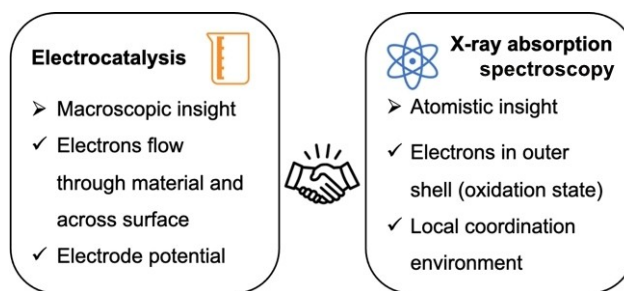 Electrocatalysis
➢ Macroscopic insight
✓ Electrons flow
through material and
across surface
✓ Electrode potential
X-ray absorption
spectroscopy
➢ Atomistic insight
✓ Electrons in outer
shell (oxidation state)
✓ Local coordination
environment